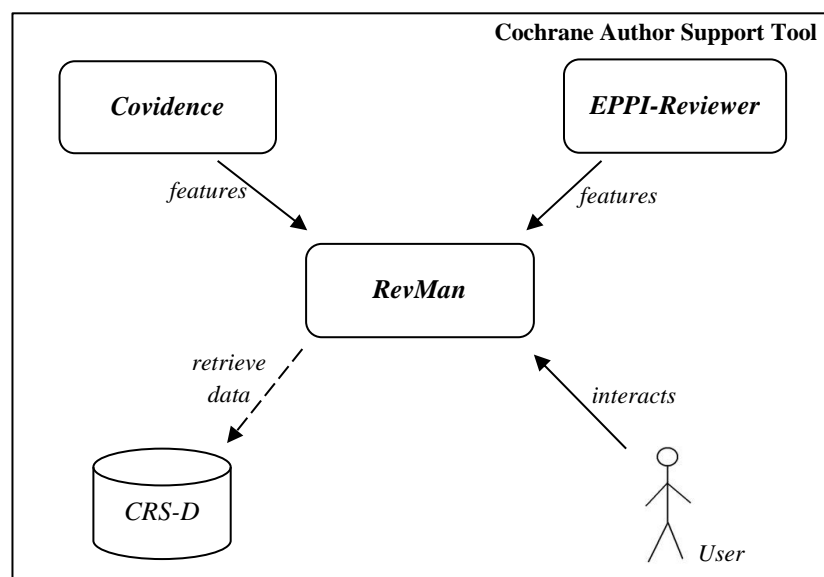 Cochrane Author Support Tool
Covidence
EPPI-Reviewer
features
features
RevMan
retrieve
data
interacts
CRS-D
User